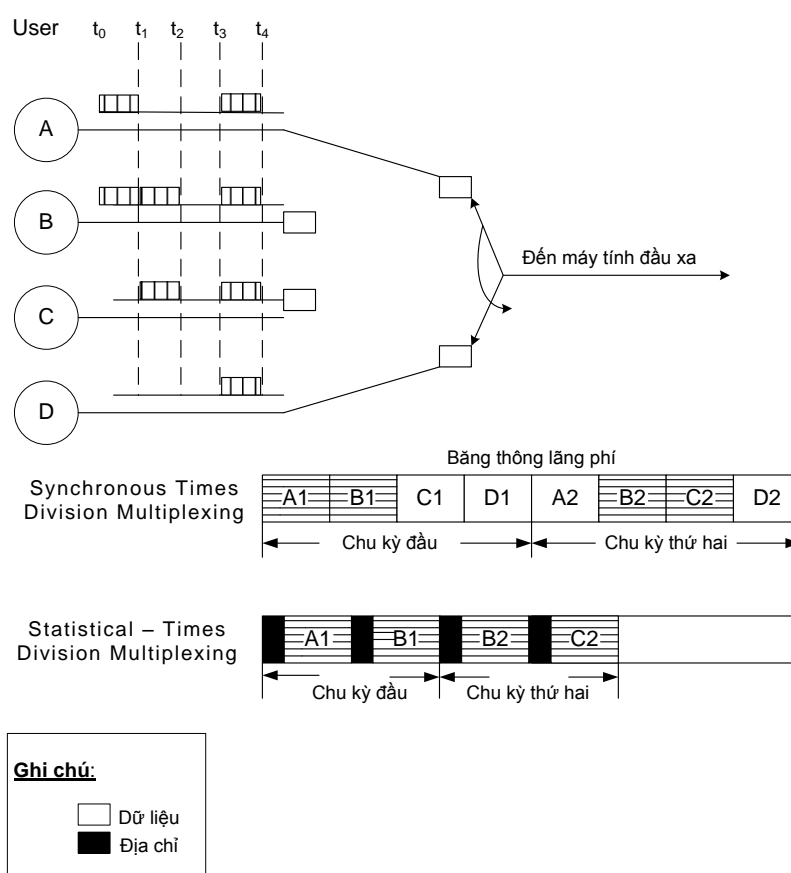 User t₀ t₁ t₂ t₃ t₄
A
B
C
D
Đến máy tính đầu xa
Băng thông lãng phí
Synchronous Times
Division Multiplexing
A1 B1 C1 D1 A2 B2 C2 D2
Chu kỳ đầu Chu kỳ thứ hai
Statistical – Times
Division Multiplexing
A1 B1 B2 C2
Chu kỳ đầu Chu kỳ thứ hai
Ghi chú:
Dữ liệu
Địa chỉ